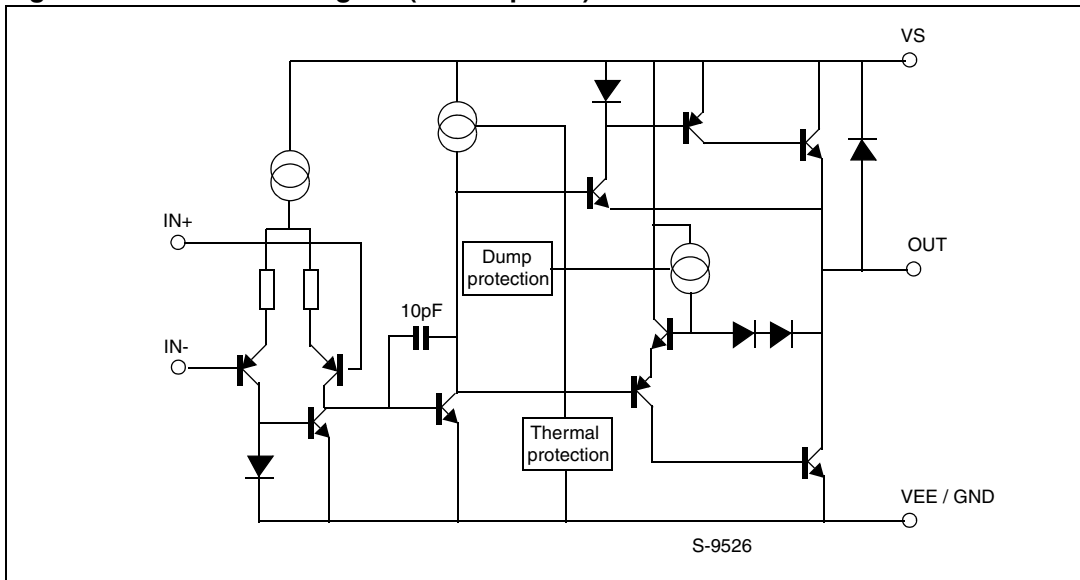 VS
IN+
OUT
Dump
protection
10pF
IN-
Thermal
protection
VEE / GND
S-9526